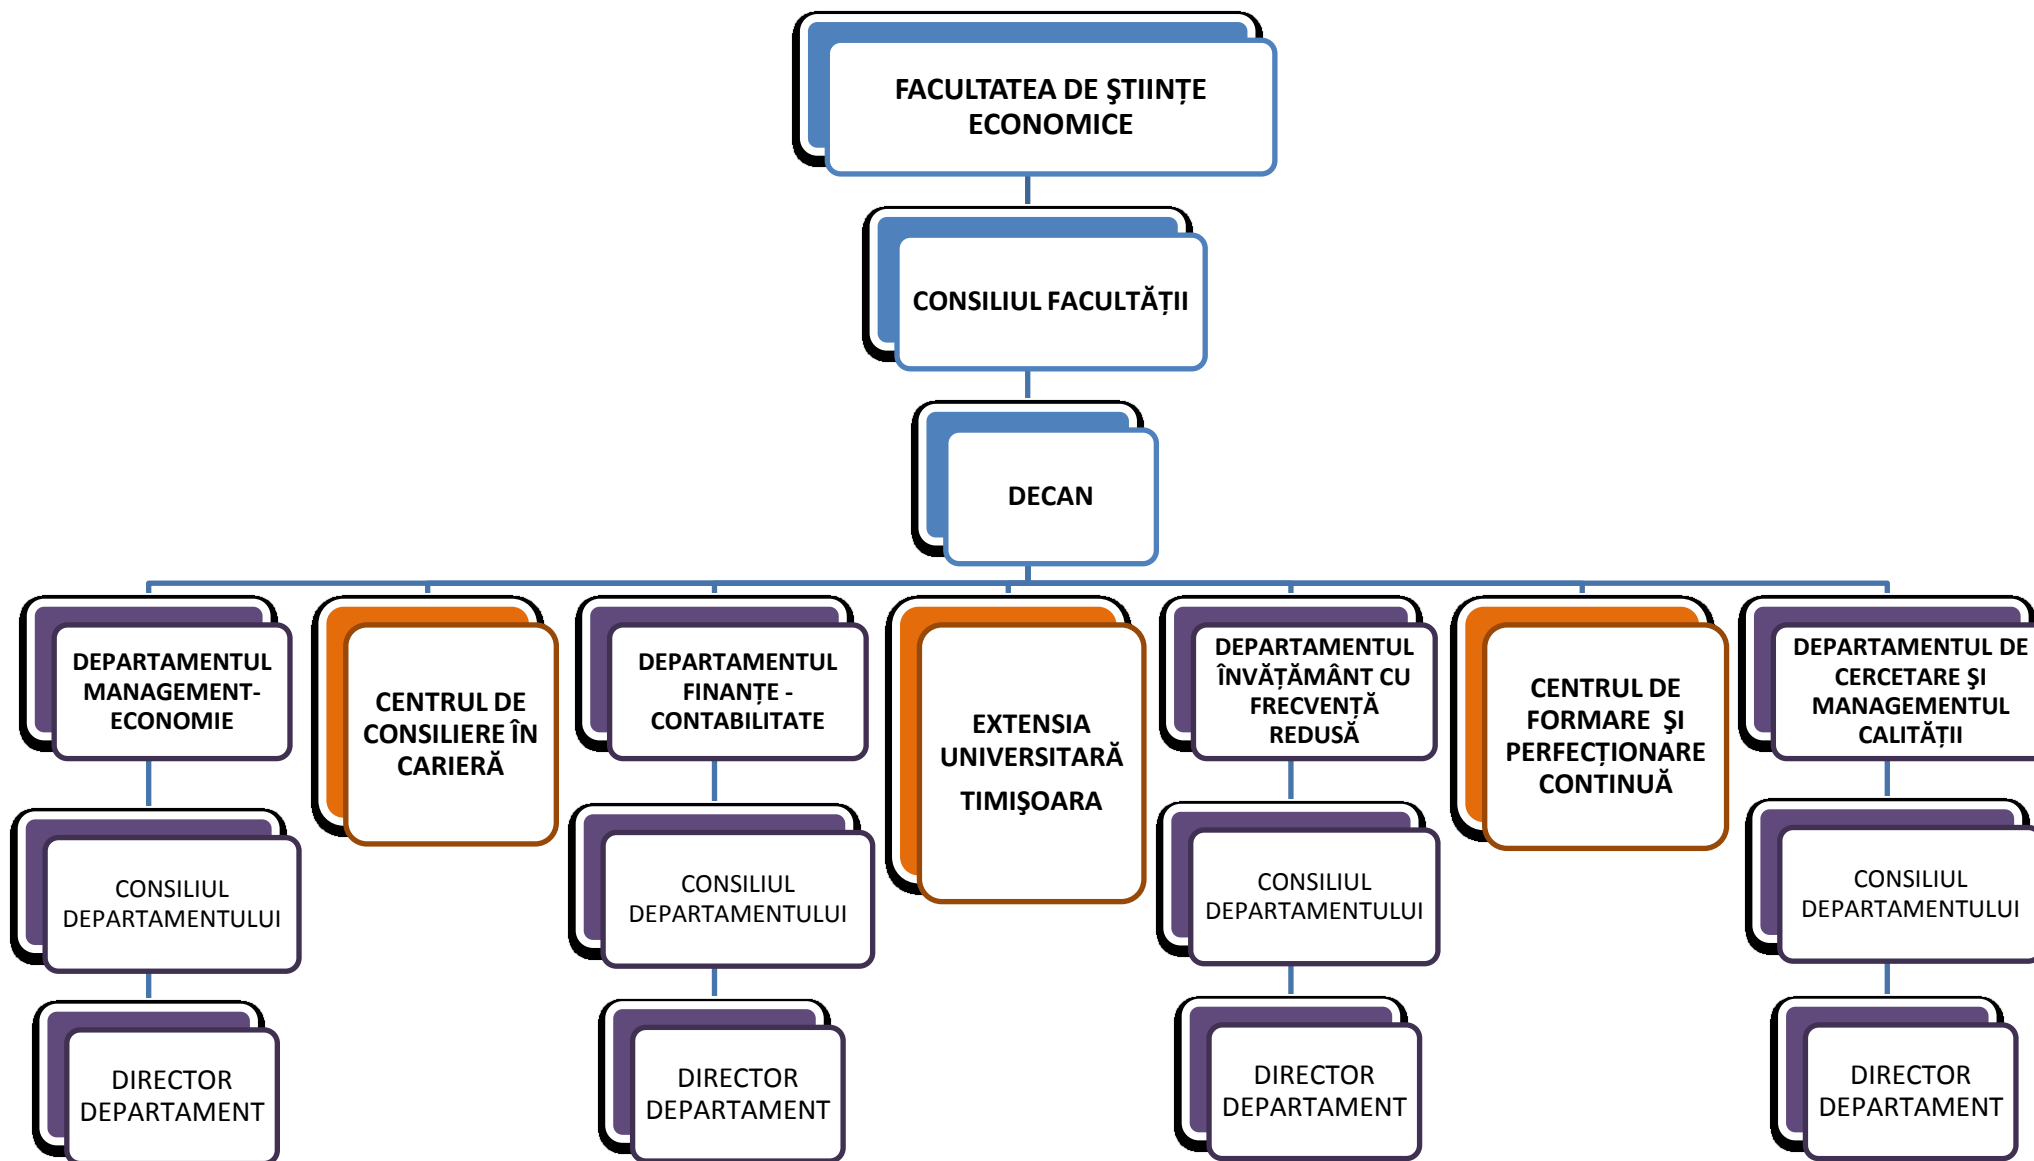 FACULTATEA DE ŞTIINȚE
ECONOMICE
CONSILIUL FACULTĂȚII
DECAN
DEPARTAMENTUL
MANAGEMENT-
ECONOMIE
CENTRUL DE
CONSILIERE ÎN
CARIERĂ
DEPARTAMENTUL
FINANȚE -
CONTABILITATE
EXTENSIA
UNIVERSITARĂ
TIMIŞOARA
DEPARTAMENTUL
ÎNVĂȚĂMÂNT CU
FRECVENȚĂ
REDUSĂ
CENTRUL DE
FORMARE ŞI
PERFECȚIONARE
CONTINUĂ
DEPARTAMENTUL DE
CERCETARE ŞI
MANAGEMENTUL
CALITĂȚII
CONSILIUL
DEPARTAMENTULUI
CONSILIUL
DEPARTAMENTULUI
CONSILIUL
DEPARTAMENTULUI
CONSILIUL
DEPARTAMENTULUI
DIRECTOR
DEPARTAMENT
DIRECTOR
DEPARTAMENT
DIRECTOR
DEPARTAMENT
DIRECTOR
DEPARTAMENT